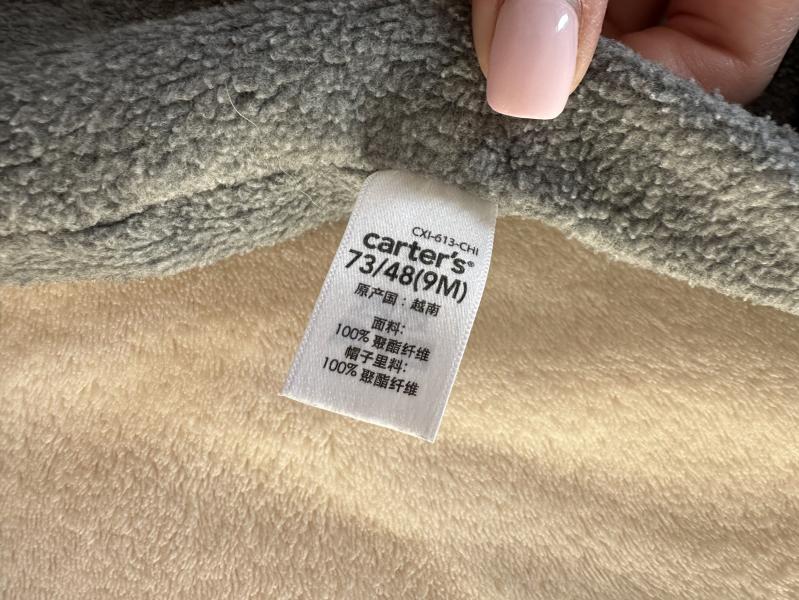 CXI-613-CHI
carter's®
73/48(9M)
原产国：越南
面料:
100% 聚酯纤维
帽子里料:
100% 聚酯纤维